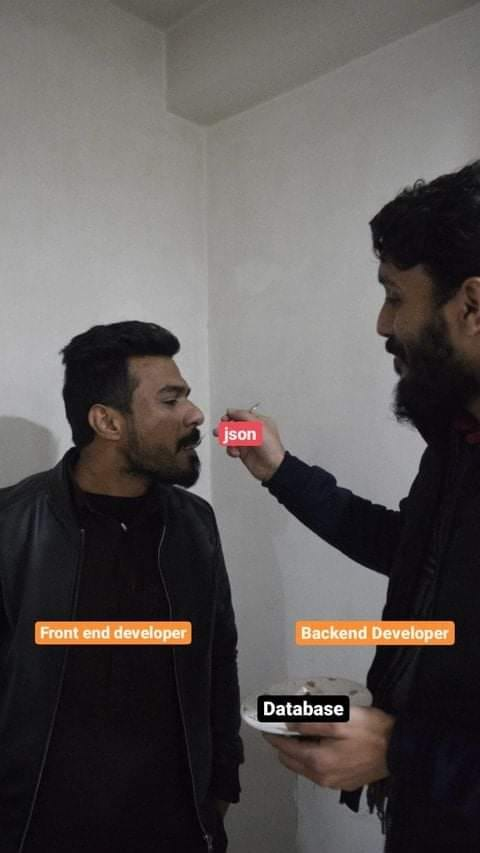 json
Front end developer
Backend Developer
Database